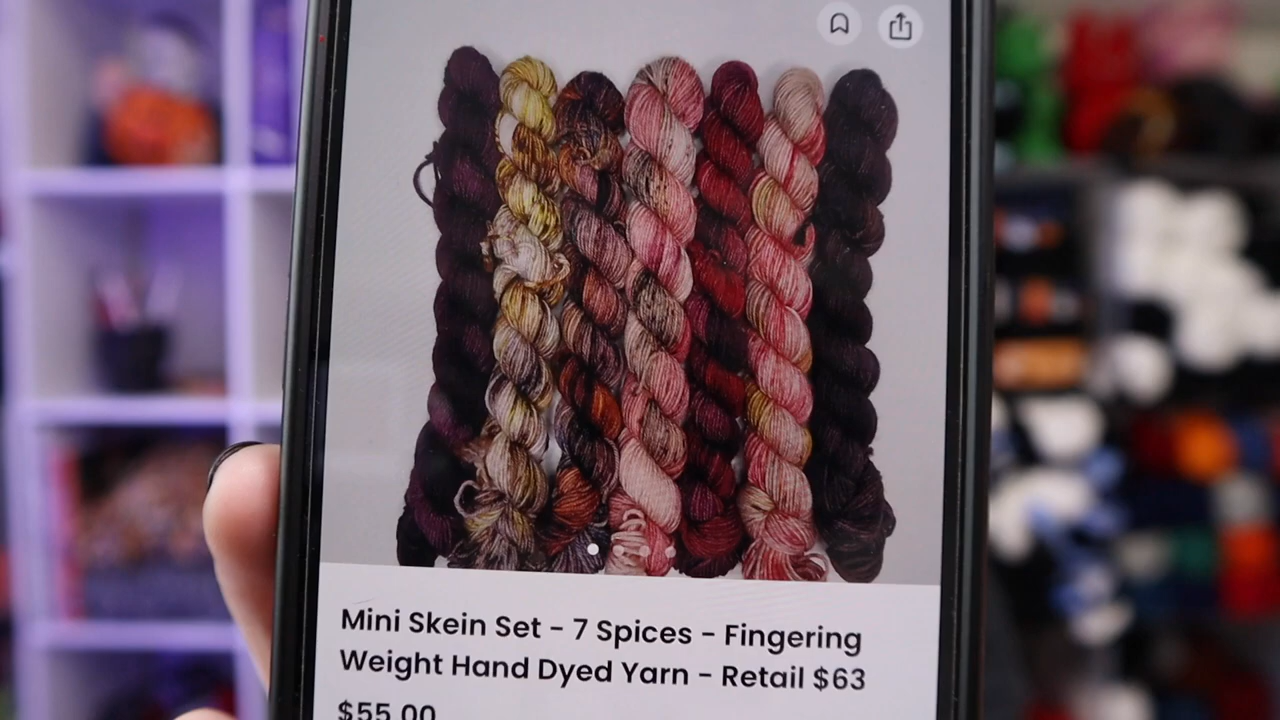 Mini Skein Set - 7 Spices - Fingering
Weight Hand Dyed Yarn - Retail $63
$55.00